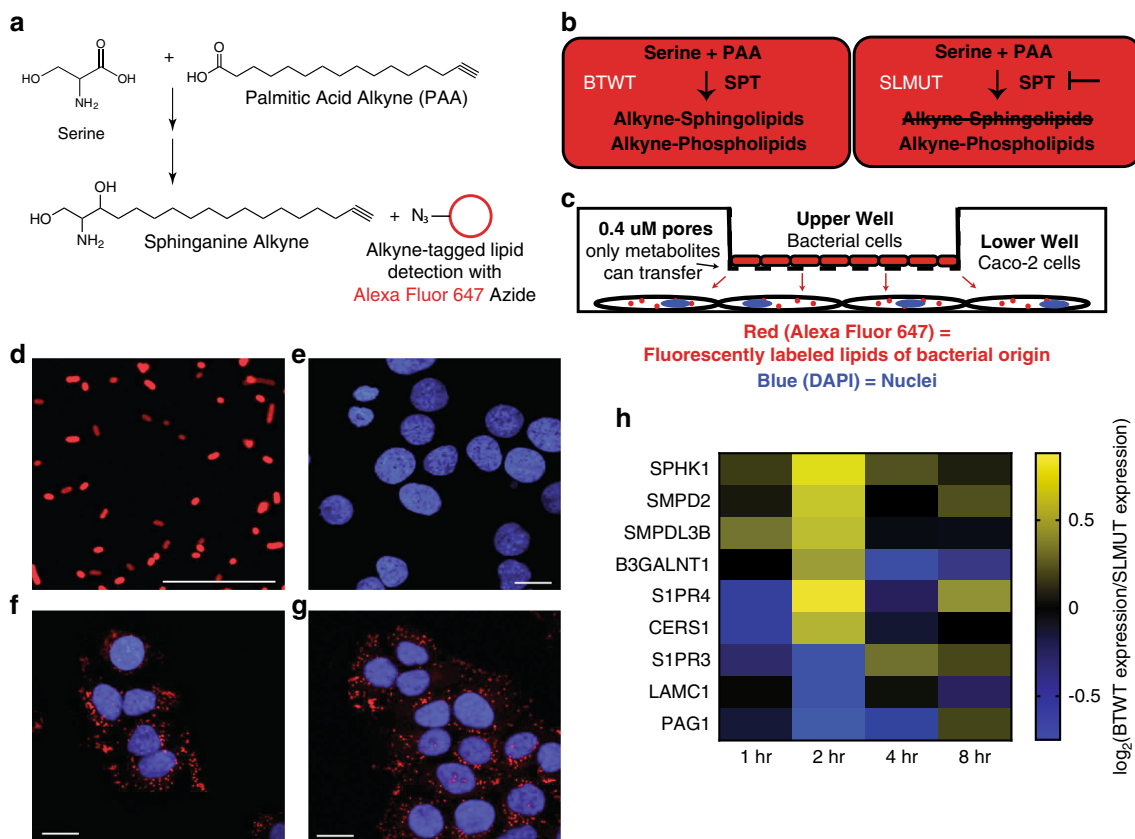 a
O
HO
OH
NH2
Serine
+
O
HO
Palmitic Acid Alkyne (PAA)
OH
HO
NH2
Sphinganine Alkyne
+
N3
Alkyne-tagged lipid
detection with
Alexa Fluor 647 Azide
b
Serine + PAA
BTWT
SPT
Alkyne-Sphingolipids
Alkyne-Phospholipids
Serine + PAA
SLMUT
SPT
Alkyne-Sphingolipids
Alkyne-Phospholipids
c
0.4 uM pores
only metabolites
can transfer
Upper Well
Bacterial cells
Lower Well
Caco-2 cells
Red (Alexa Fluor 647) =
Fluorescently labeled lipids of bacterial origin
Blue (DAPI) = Nuclei
d
e
f
g
h
SPHK1
SMPD2
SMPDL3B
B3GALNT1
S1PR4
CERS1
S1PR3
LAMC1
PAG1
1 hr
2 hr
4 hr
8 hr
0.5
0
-0.5
log2(BTWT expression/SLMUT expression)